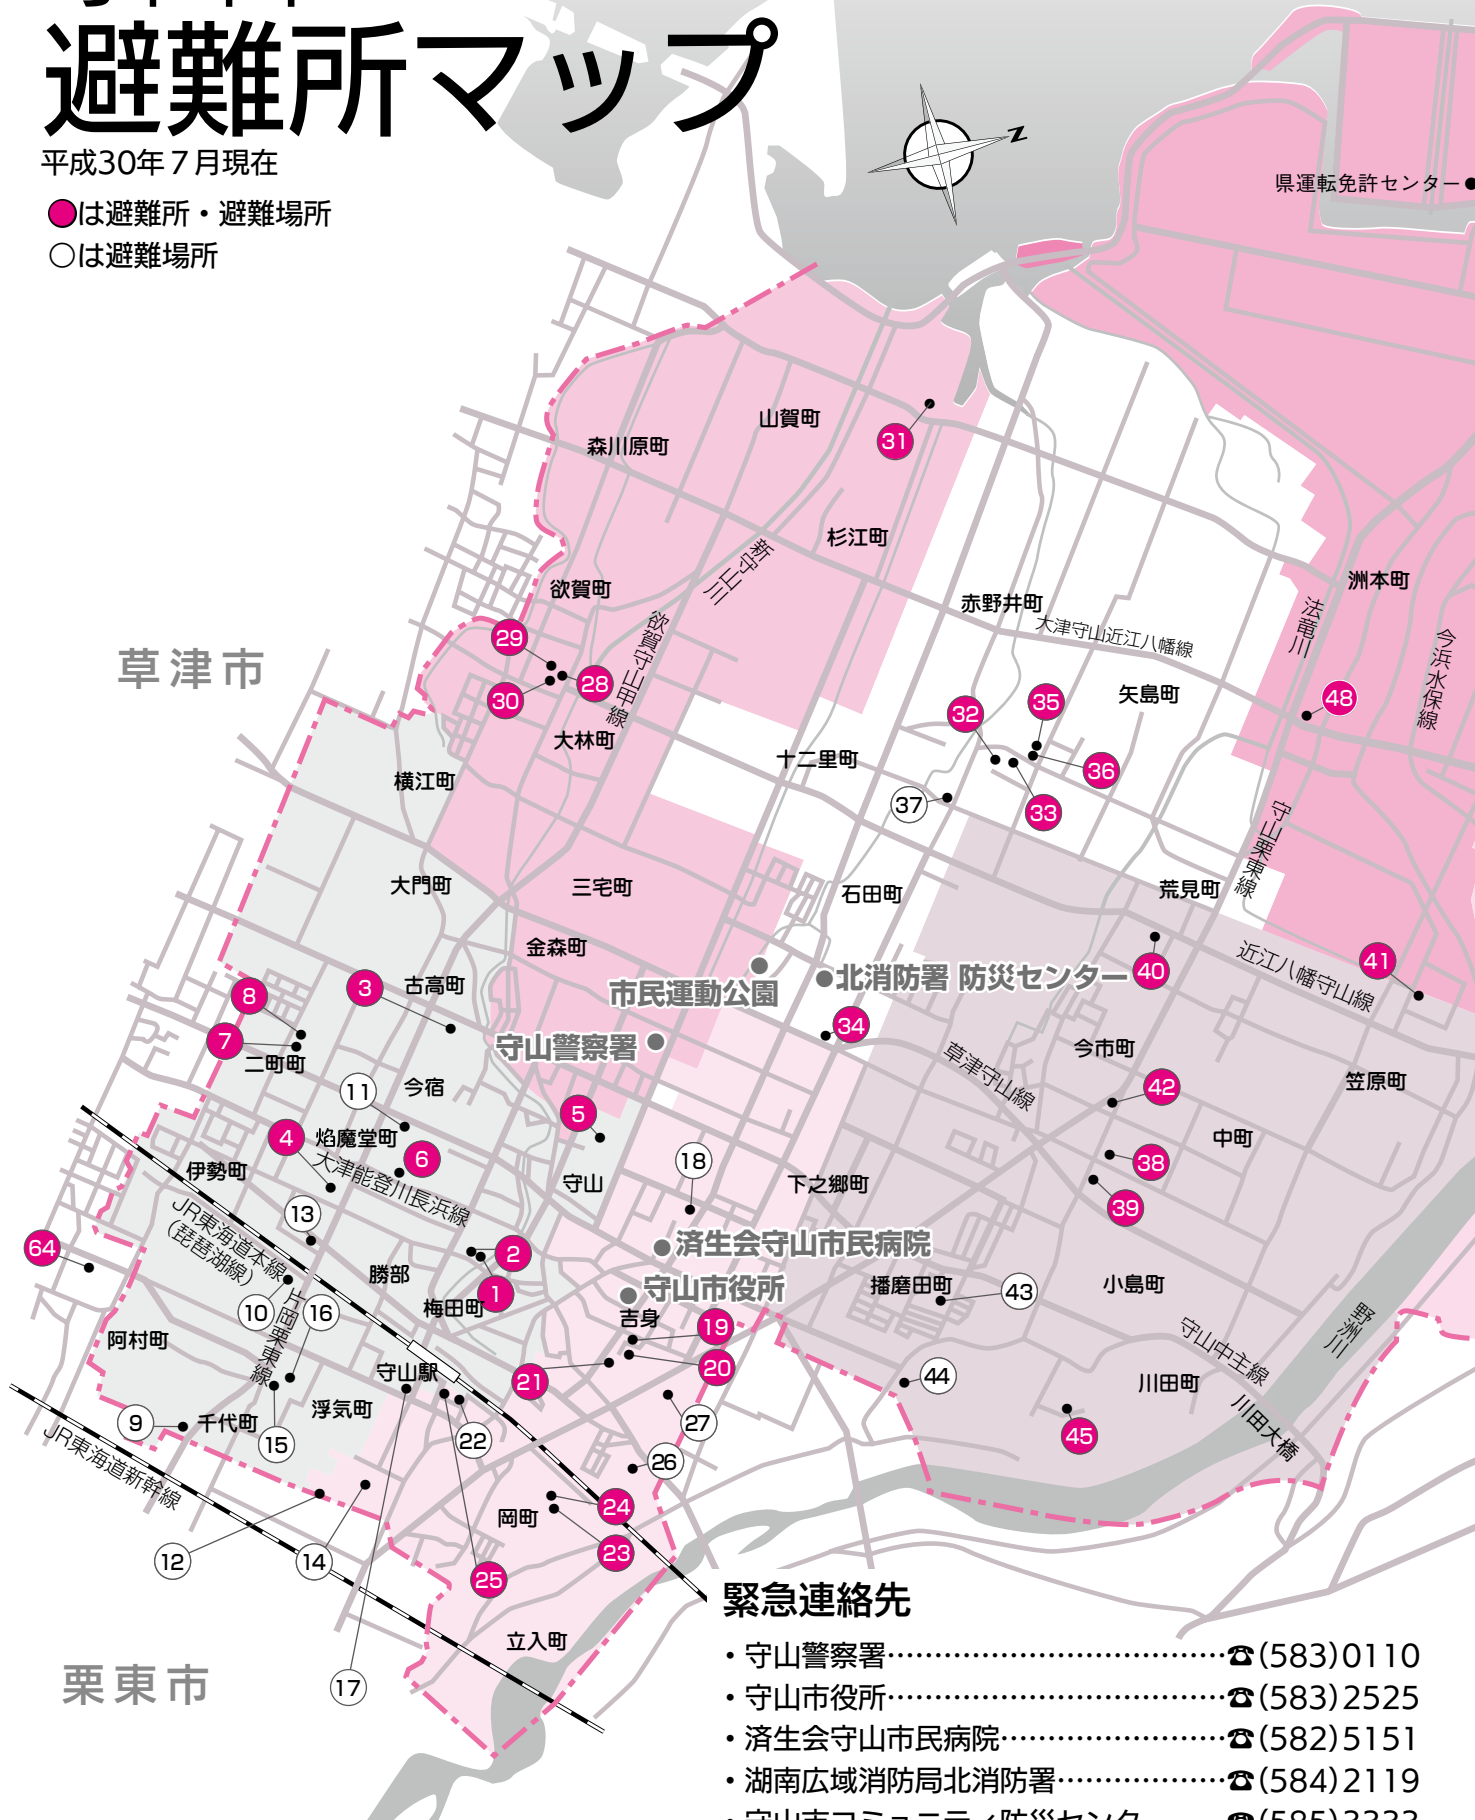 避難所マップ
平成30年7月現在
●は避難所・避難場所
○は避難場所
N
県運転免許センター
山賀町
森川原町
31
杉江町
新守山川
欲賀町
赤野井町
洲本町
法竜川
大津守山近江八幡線
今浜水保線
欲賀守山甲線
29
草津市
28
30
35
矢島町
48
32
大林町
十二里町
36
横江町
37
33
守山栗東線
大門町
三宅町
石田町
荒見町
金森町
近江八幡守山線
41
北消防署 防災センター
40
古高町
3
8
市民運動公園
34
7
守山警察署
今市町
二町町
草津守山線
笠原町
11
今宿
42
5
4
焔魔堂町
中町
6
18
38
伊勢町
大津能登川長浜線
守山
下之郷町
39
13
JR東海道本線
(琵琶湖線)
64
2
済生会守山市民病院
勝部
1
守山市役所
播磨田町
小島町
43
10
16
梅田町
吉身
野洲川
片岡栗東線
19
阿村町
守山中主線
守山駅
20
21
44
川田町
浮気町
9
千代町
27
川田大橋
15
22
45
JR東海道新幹線
26
24
岡町
12
14
23
25
立入町
17
栗東市
緊急連絡先
・守山警察署……………………………☎(583)0110
・守山市役所……………………………☎(583)2525
・済生会守山市民病院…………………☎(582)5151
・湖南広域消防局北消防署……………☎(584)2119